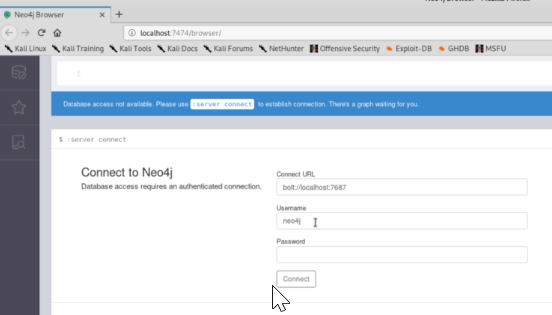 Neo4j Browser
localhost:7474/browser/
Kali Linux Kali Training Kali Tools Kali Docs Kali Forums NetHunter Offensive Security Exploit-DB GHDB MSFU
Database access not available. Please use :server connect to establish connection. There's a graph waiting for you.
$ :server connect
Connect to Neo4j
Database access requires an authenticated connection.
Connect URL
bolt://localhost:7687
Username
neo4j
Password
Connect